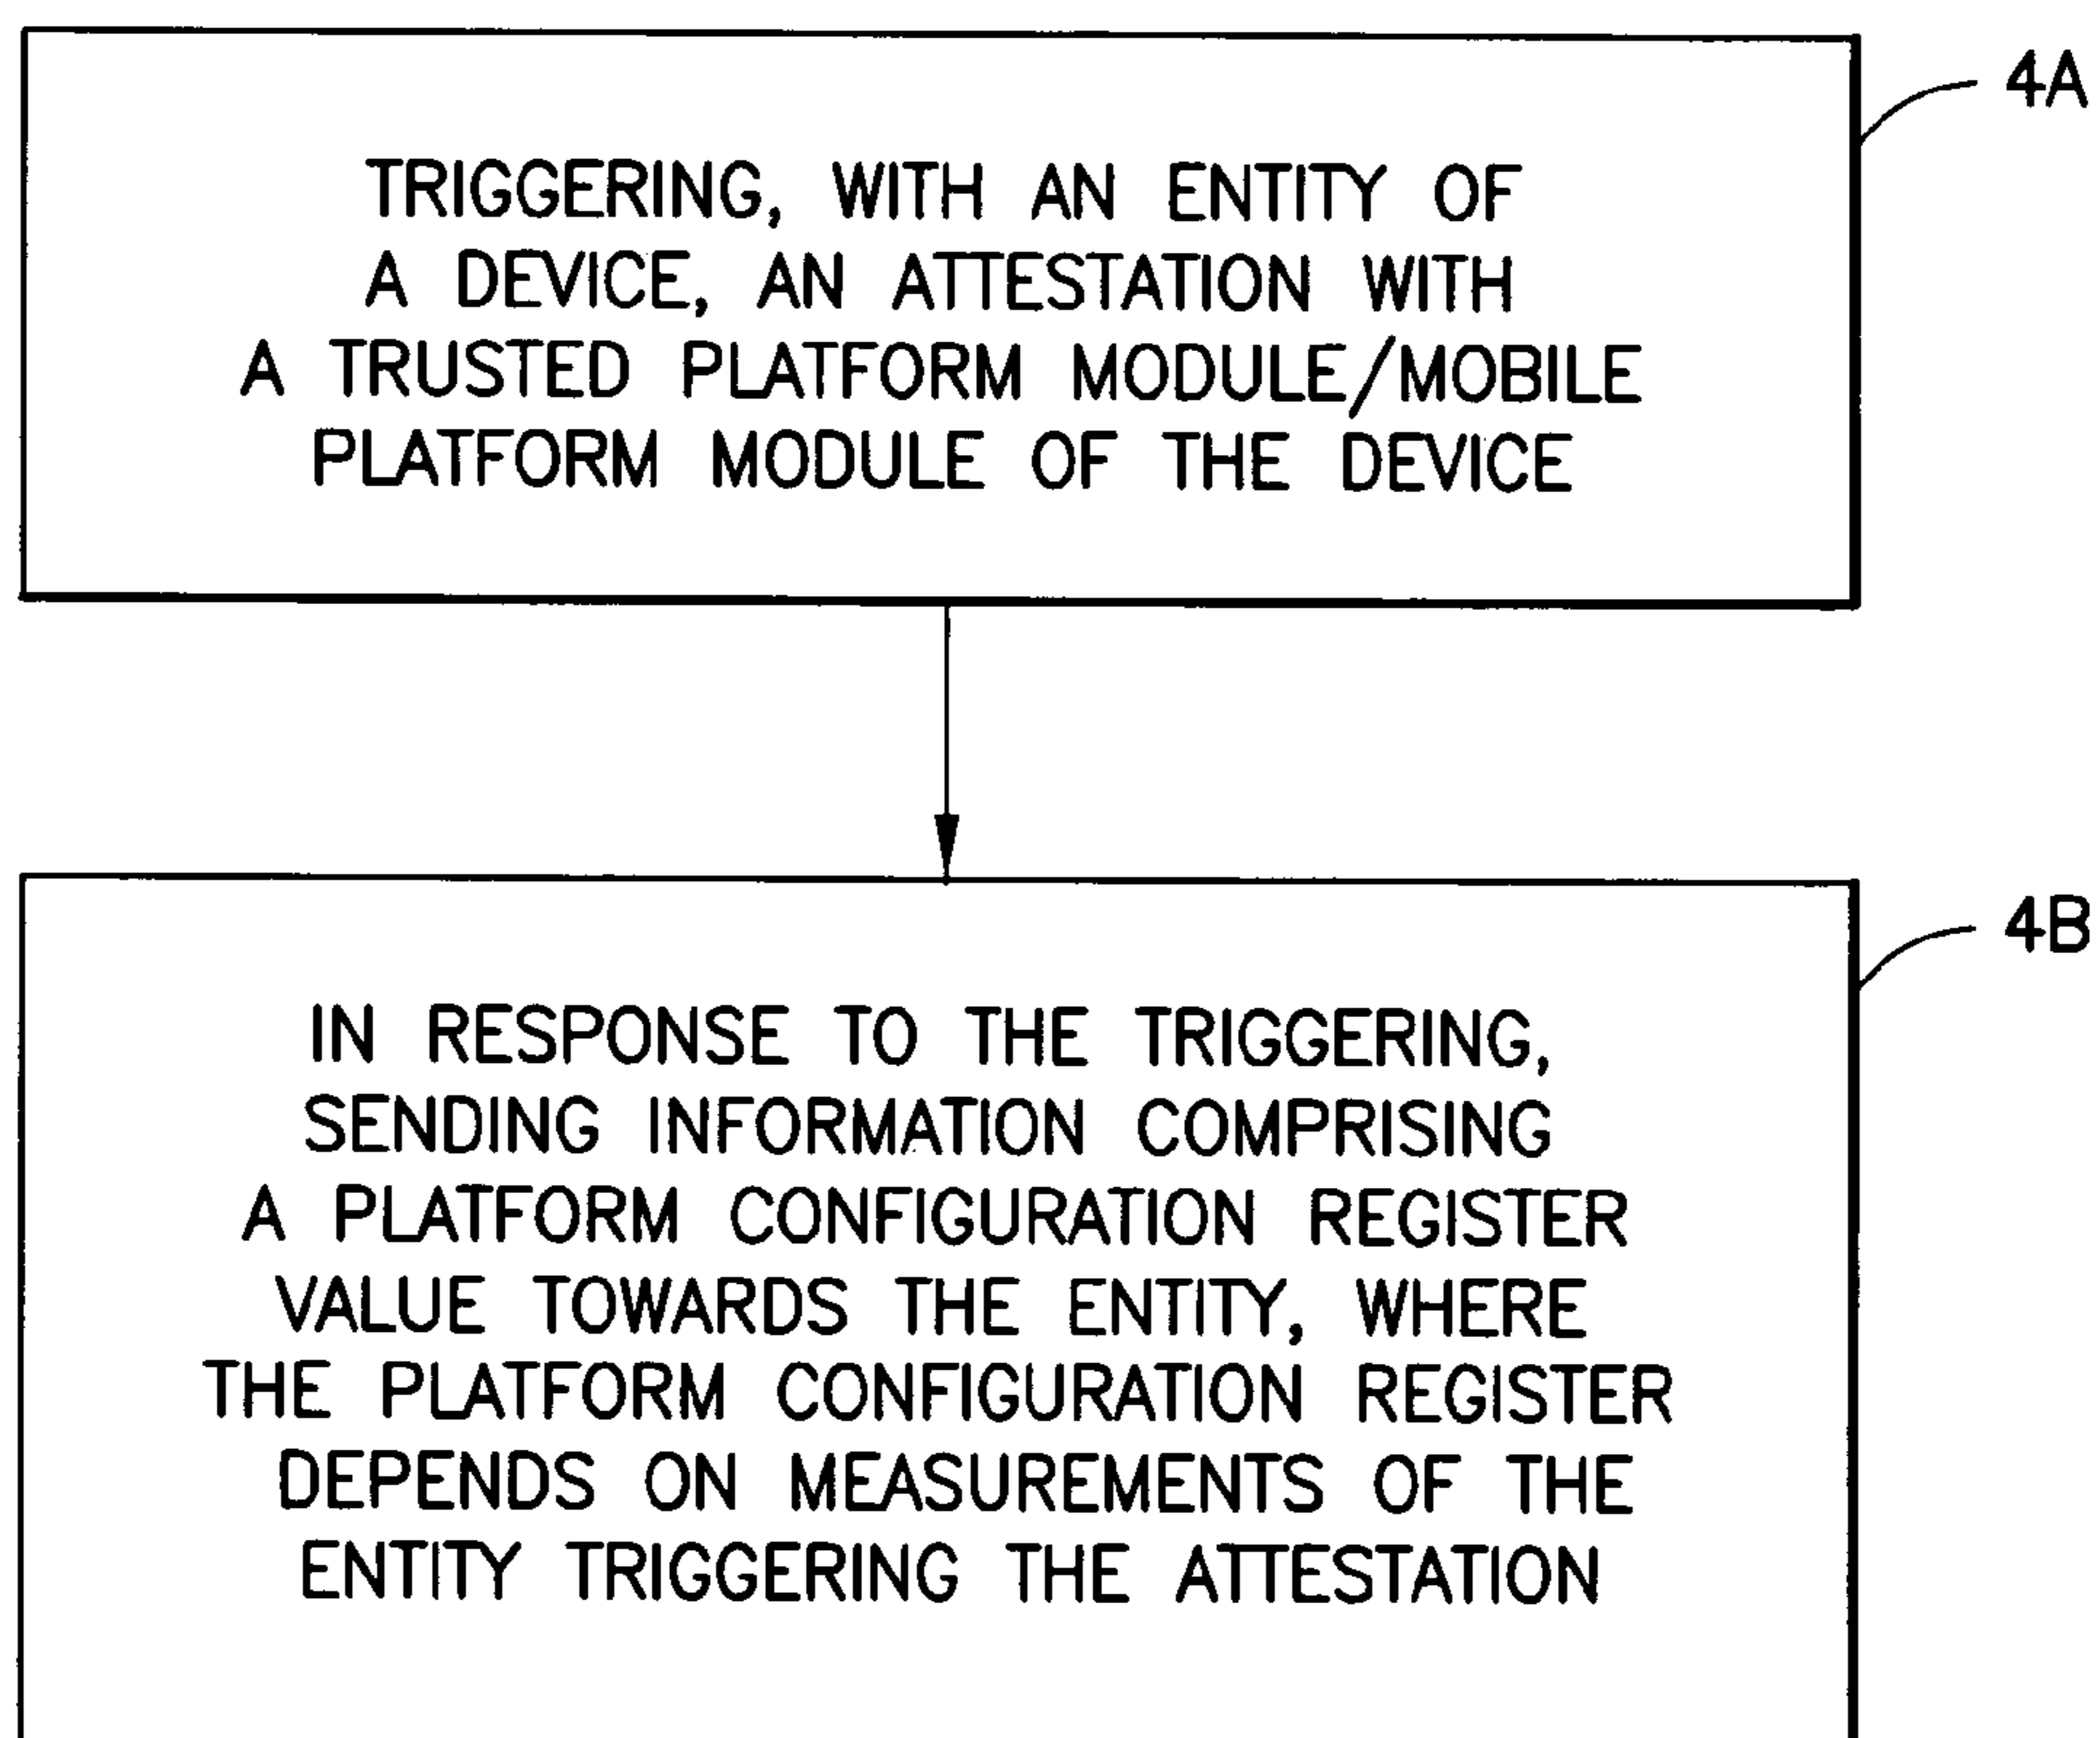 4A
TRIGGERING, WITH AN ENTITY OF
A DEVICE, AN ATTESTATION WITH
A TRUSTED PLATFORM MODULE/MOBILE
PLATFORM MODULE OF THE DEVICE
4B
IN RESPONSE TO THE TRIGGERING,
SENDING INFORMATION COMPRISING
A PLATFORM CONFIGURATION REGISTER
VALUE TOWARDS THE ENTITY, WHERE
THE PLATFORM CONFIGURATION REGISTER
DEPENDS ON MEASUREMENTS OF THE
ENTITY TRIGGERING THE ATTESTATION